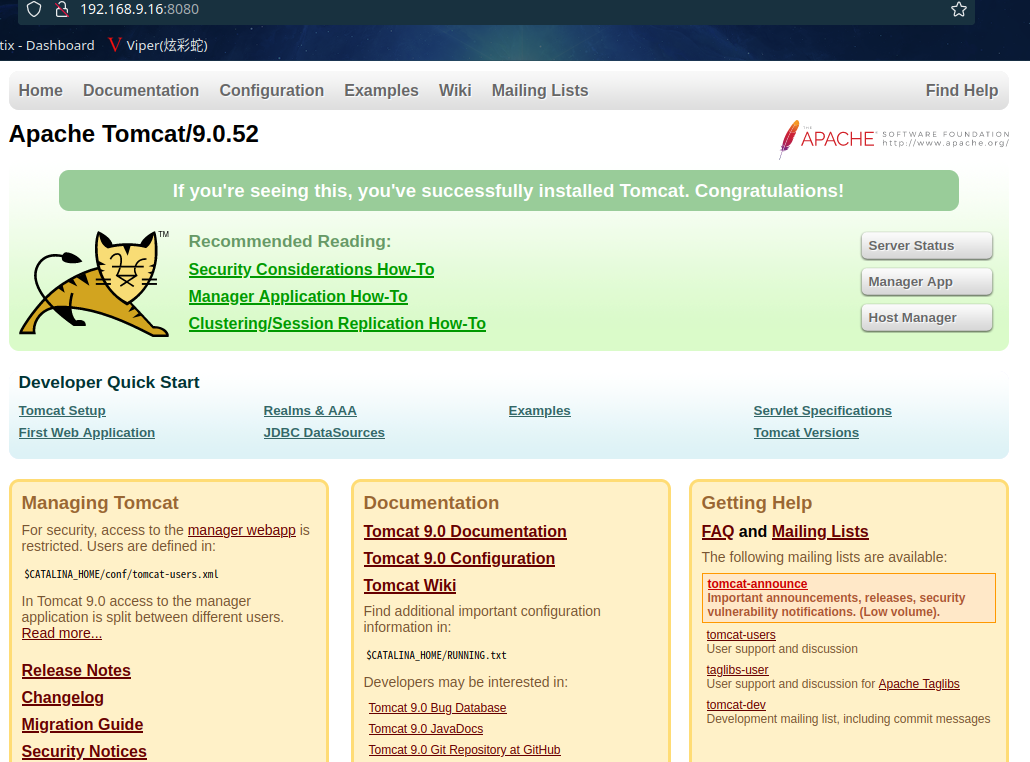 192.168.9.16:8080
tix - Dashboard V Viper(炫彩蛇)
Home Documentation Configuration Examples Wiki Mailing Lists Find Help
Apache Tomcat/9.0.52
THE
APACHE SOFTWARE FOUNDATION
http://www.apache.org/
If you're seeing this, you've successfully installed Tomcat. Congratulations!
TM
Recommended Reading:
Security Considerations How-To
Manager Application How-To
Clustering/Session Replication How-To
Server Status
Manager App
Host Manager
Developer Quick Start
Tomcat Setup
First Web Application
Realms & AAA
JDBC DataSources
Examples
Servlet Specifications
Tomcat Versions
Managing Tomcat
For security, access to the manager webapp is
restricted. Users are defined in:
$CATALINA_HOME/conf/tomcat-users.xml
In Tomcat 9.0 access to the manager
application is split between different users.
Read more...
Release Notes
Changelog
Migration Guide
Security Notices
Documentation
Tomcat 9.0 Documentation
Tomcat 9.0 Configuration
Tomcat Wiki
Find additional important configuration
information in:
$CATALINA_HOME/RUNNING.txt
Developers may be interested in:
Tomcat 9.0 Bug Database
Tomcat 9.0 JavaDocs
Tomcat 9.0 Git Repository at GitHub
Getting Help
FAQ and Mailing Lists
The following mailing lists are available:
tomcat-announce
Important announcements, releases, security
vulnerability notifications. (Low volume).
tomcat-users
User support and discussion
taglibs-user
User support and discussion for Apache Taglibs
tomcat-dev
Development mailing list, including commit messages